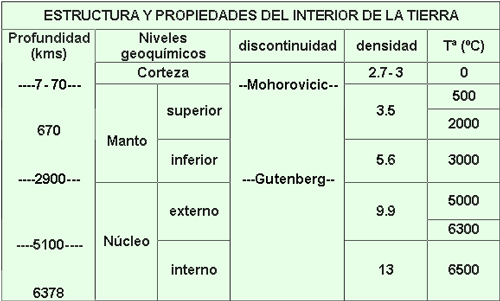 ESTRUCTURA Y PROPIEDADES DEL INTERIOR DE LA TIERRA
Profundidad (kms) Niveles geoquímicos discontinuidad densidad Tª (ºC)
Corteza 2.7- 3 0
----7 - 70--- --Mohorovicic--
Manto superior 3.5 500
2000
670
inferior 5.6 3000
----2900--- ---Gutenberg--
Núcleo externo 9.9 5000
6300
----5100----
interno 13 6500
6378